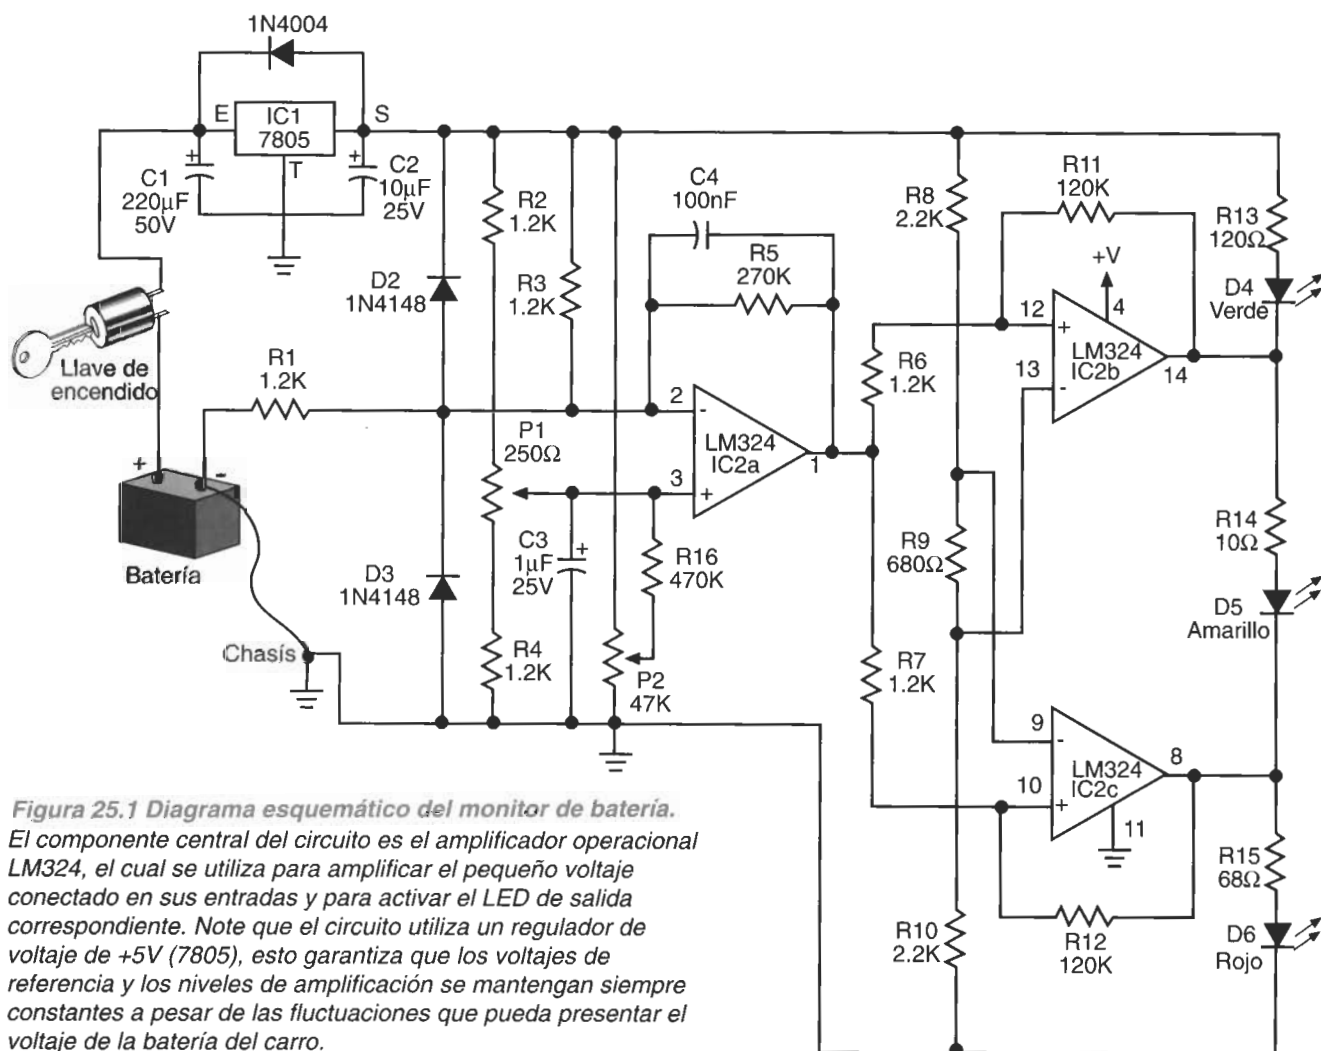 1N4004
E
IC1
7805
S
T
C1
220µF
50V
C2
10µF
25V
Llave de
encendido
R1
1.2K
+
-
Batería
Chasís
D2
1N4148
D3
1N4148
R2
1.2K
R3
1.2K
P1
250Ω
C3
1µF
25V
+
R4
1.2K
R16
470K
P2
47K
C4
100nF
R5
270K
2
-
3
+
LM324
IC2a
1
R6
1.2K
R7
1.2K
R8
2.2K
R9
680Ω
R10
2.2K
R11
120K
+V
4
12
+
13
-
LM324
IC2b
14
9
-
10
+
LM324
IC2c
8
11
R12
120K
R13
120Ω
D4
Verde
R14
10Ω
D5
Amarillo
R15
68Ω
D6
Rojo
Figura 25.1 Diagrama esquemático del monitor de batería.
El componente central del circuito es el amplificador operacional
LM324, el cual se utiliza para amplificar el pequeño voltaje
conectado en sus entradas y para activar el LED de salida
correspondiente. Note que el circuito utiliza un regulador de
voltaje de +5V (7805), esto garantiza que los voltajes de
referencia y los niveles de amplificación se mantengan siempre
constantes a pesar de las fluctuaciones que pueda presentar el
voltaje de la batería del carro.